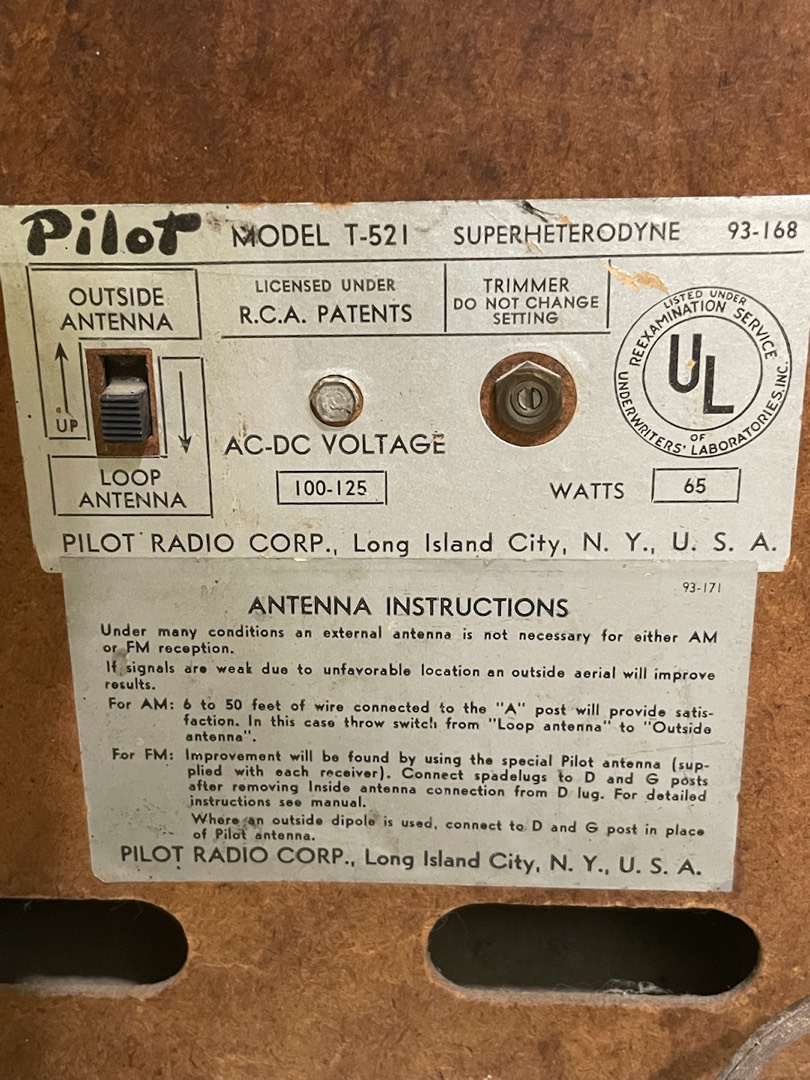 Pilot MODEL T-521 SUPERHETERODYNE 93-168
OUTSIDE
ANTENNA
UP
LOOP
ANTENNA
LICENSED UNDER
R.C.A. PATENTS
TRIMMER
DO NOT CHANGE
SETTING
LISTED UNDER
REEXAMINATION SERVICE
UL
OF
UNDERWRITERS' LABORATORIES, INC.
AC-DC VOLTAGE
100-125
WATTS 65
PILOT RADIO CORP., Long Island City, N. Y., U. S. A.
93-171
ANTENNA INSTRUCTIONS
Under many conditions an external antenna is not necessary for either AM
or FM reception.
If signals are weak due to unfavorable location an outside aerial will improve
results.
For AM: 6 to 50 feet of wire connected to the "A" post will provide satis-
faction. In this case throw switch from "Loop antenna" to "Outside
antenna".
For FM: Improvement will be found by using the special Pilot antenna (sup-
plied with each receiver). Connect spadelugs to D and G posts
after removing Inside antenna connection from D lug. For detailed
instructions see manual.
Where an outside dipole is used, connect to D and G post in place
of Pilot antenna.
PILOT RADIO CORP., Long Island City, N. Y., U. S. A.